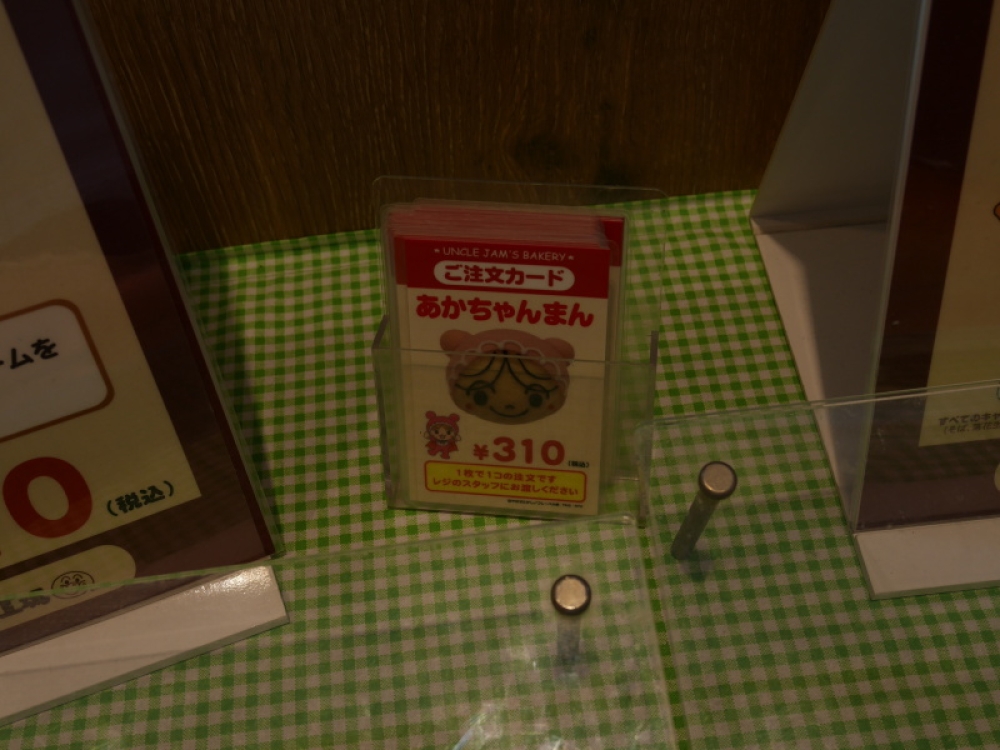 ームを
0
(税込)
• UNCLE JAM'S BAKERY •
ご注文カード
あかちゃんまん
¥310
(税込)
1枚で1つの注文です
レジのスタッフにお渡しください